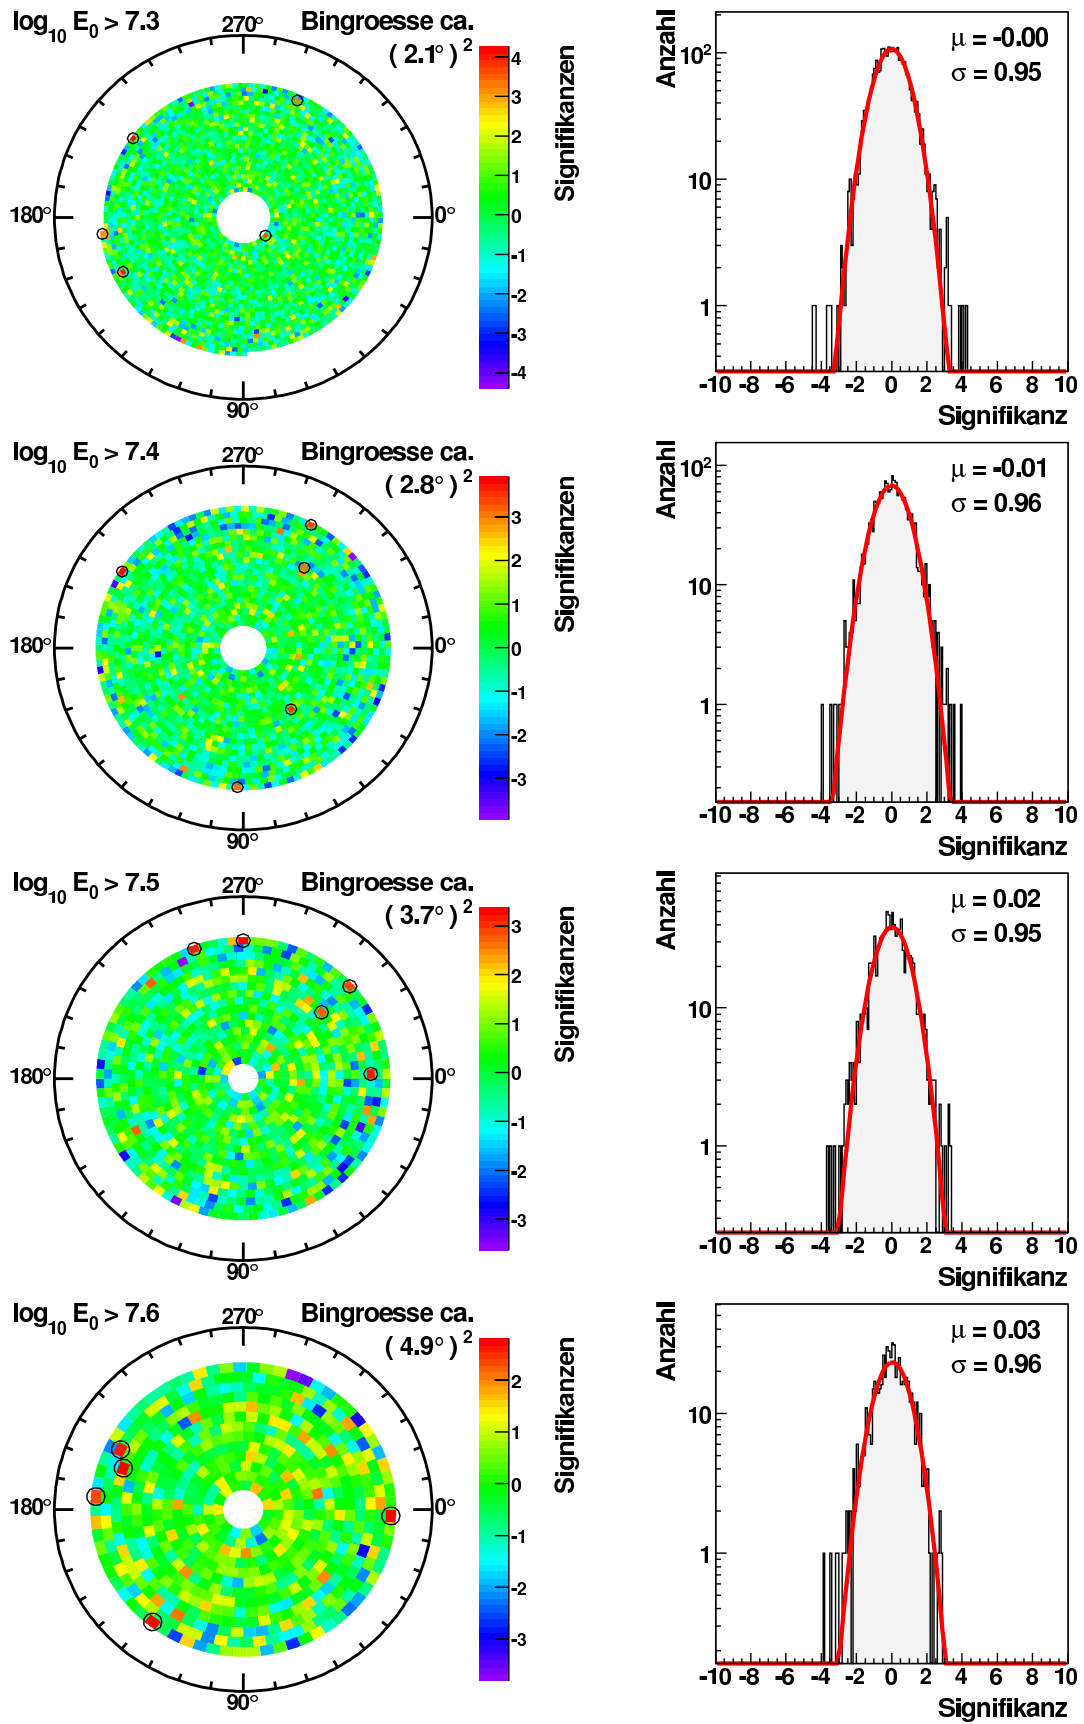 log₁₀ E₀ > 7.3
270°
Bingroesse ca.
( 2.1° )²
180°
0°
90°
4
3
2
1
0
-1
-2
-3
-4
Signifikanzen
Anzahl
10²
10
1
μ = -0.00
σ = 0.95
-10 -8 -6 -4 -2 0 2 4 6 8 10
Signifikanz
log₁₀ E₀ > 7.4
270°
Bingroesse ca.
( 2.8° )²
180°
0°
90°
3
2
1
0
-1
-2
-3
Signifikanzen
Anzahl
10²
10
1
μ = -0.01
σ = 0.96
-10 -8 -6 -4 -2 0 2 4 6 8 10
Signifikanz
log₁₀ E₀ > 7.5
270°
Bingroesse ca.
( 3.7° )²
180°
0°
90°
3
2
1
0
-1
-2
-3
Signifikanzen
Anzahl
10
1
μ = 0.02
σ = 0.95
-10 -8 -6 -4 -2 0 2 4 6 8 10
Signifikanz
log₁₀ E₀ > 7.6
270°
Bingroesse ca.
( 4.9° )²
180°
0°
90°
2
1
0
-1
-2
-3
Signifikanzen
Anzahl
10
1
μ = 0.03
σ = 0.96
-10 -8 -6 -4 -2 0 2 4 6 8 10
Signifikanz